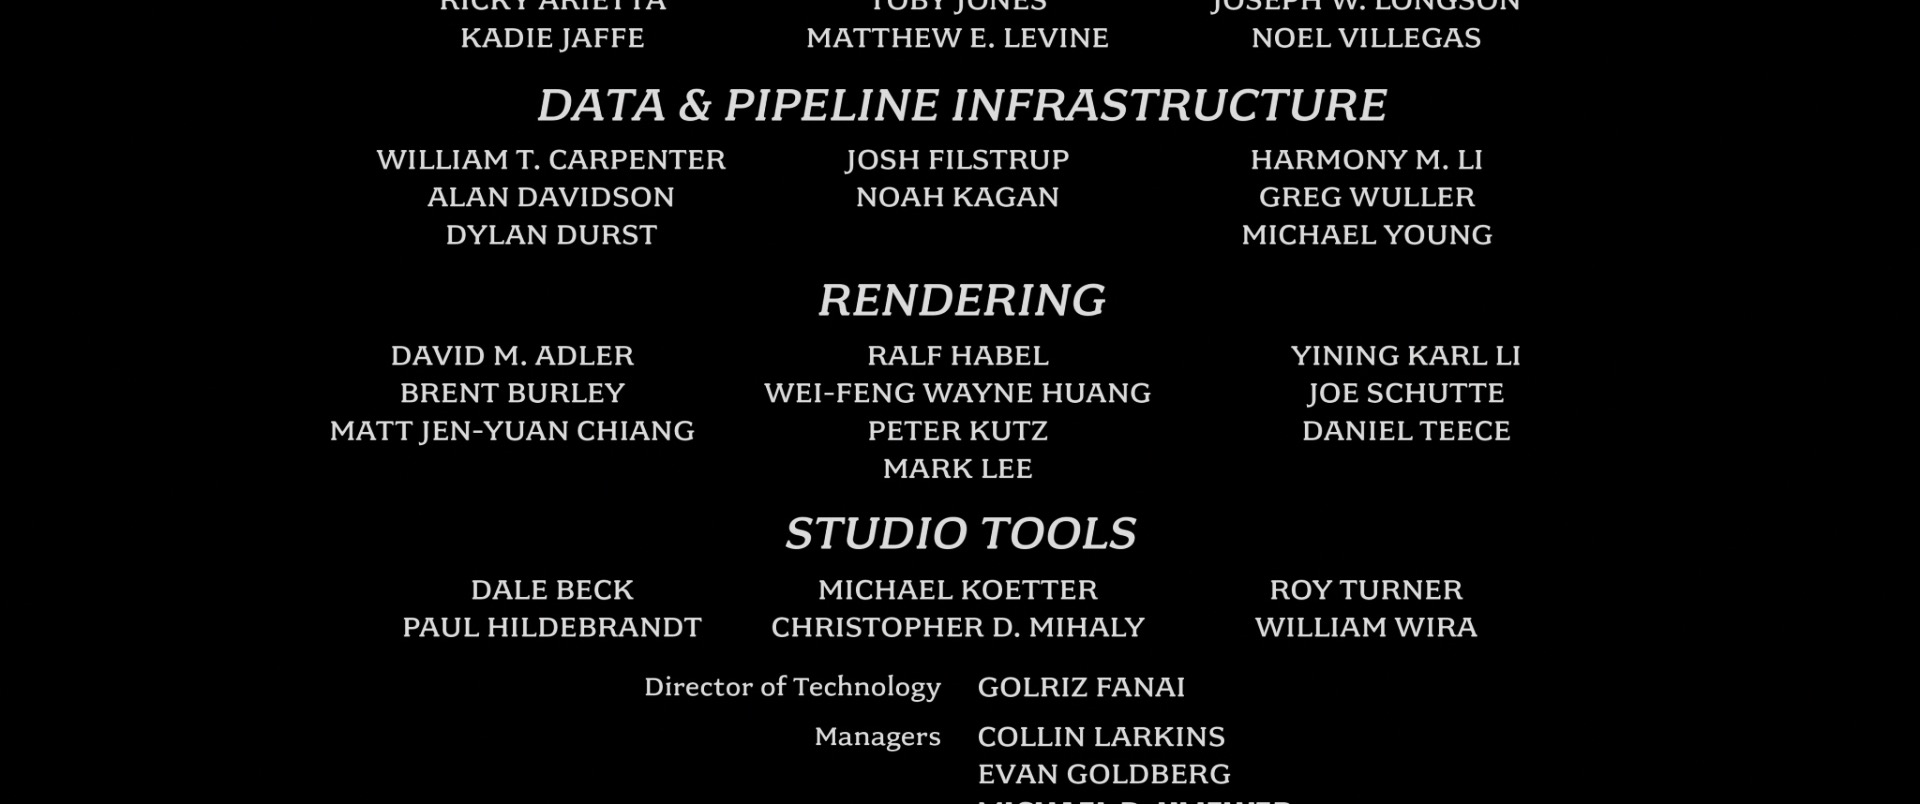 RICKY ARIETTA TOBY JONES JOSEPH W. LONGSON
KADIE JAFFE MATTHEW E. LEVINE NOEL VILLEGAS
DATA & PIPELINE INFRASTRUCTURE
WILLIAM T. CARPENTER JOSH FILSTRUP HARMONY M. LI
ALAN DAVIDSON NOAH KAGAN GREG WULLER
DYLAN DURST MICHAEL YOUNG
RENDERING
DAVID M. ADLER RALF HABEL YINING KARL LI
BRENT BURLEY WEI-FENG WAYNE HUANG JOE SCHUTTE
MATT JEN-YUAN CHIANG PETER KUTZ DANIEL TEECE
MARK LEE
STUDIO TOOLS
DALE BECK MICHAEL KOETTER ROY TURNER
PAUL HILDEBRANDT CHRISTOPHER D. MIHALY WILLIAM WIRA
Director of Technology GOLRIZ FANAI
Managers COLLIN LARKINS
EVAN GOLDBERG